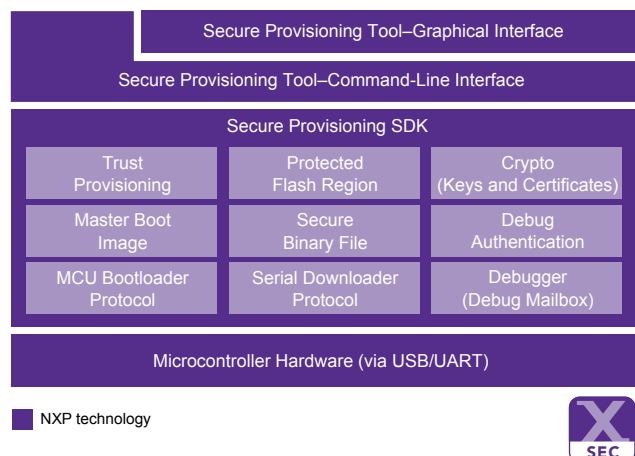 Secure Provisioning Tool–Graphical Interface
Secure Provisioning Tool–Command-Line Interface
Secure Provisioning SDK
Trust
Provisioning
Protected
Flash Region
Crypto
(Keys and Certificates)
Master Boot
Image
Secure
Binary File
Debug
Authentication
MCU Bootloader
Protocol
Serial Downloader
Protocol
Debugger
(Debug Mailbox)
Microcontroller Hardware (via USB/UART)
NXP technology
X
SEC